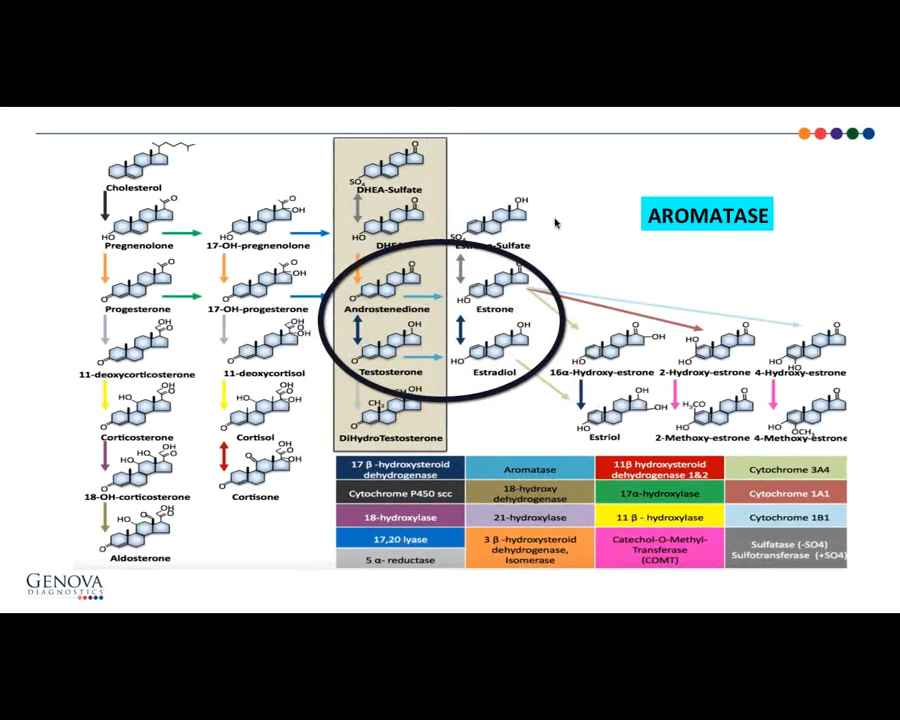 AROMATASE
Cholesterol
DHEA-Sulfate
Pregnenolone
17-OH-pregnenolone
DHEA
Estrone-Sulfate
Progesterone
17-OH-progesterone
Androstenedione
Estrone
11-deoxycorticosterone
11-deoxycortisol
Testosterone
Estradiol
16α-Hydroxy-estrone
2-Hydroxy-estrone
4-Hydroxy-estrone
Corticosterone
Cortisol
DiHydroTestosterone
Estriol
2-Methoxy-estrone
4-Methoxy-estrone
18-OH-corticosterone
Cortisone
Aldosterone
17 β -hydroxysteroid
dehydrogenase
Aromatase
11β hydroxysteroid
dehydrogenase 1&2
Cytochrome 3A4
Cytochrome P450 scc
18-hydroxy
dehydrogenase
17α-hydroxylase
Cytochrome 1A1
18-hydroxylase
21-hydroxylase
11 β - hydroxylase
Cytochrome 1B1
17,20 lyase
5 α- reductase
3 β -hydroxysteroid
dehydrogenase,
Isomerase
Catechol-O-Methyl-
Transferase
(COMT)
Sulfatase (-SO4)
Sulfotransferase (+SO4)
GENOVA
DIAGNOSTICS